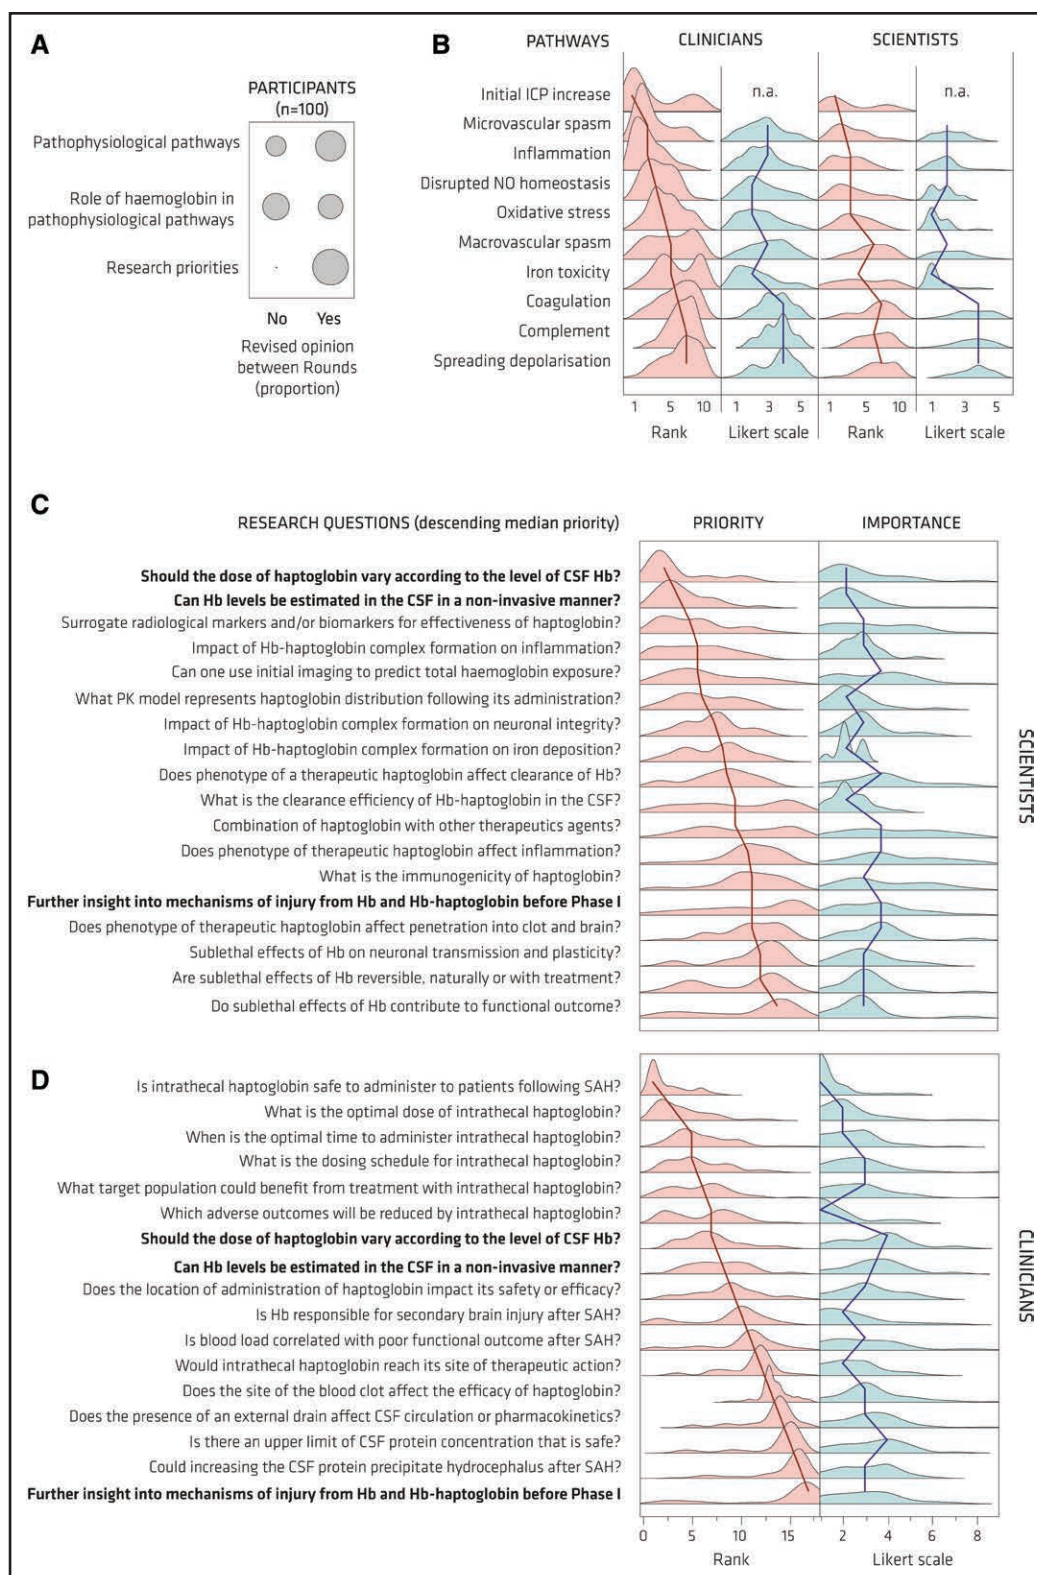 A
PARTICIPANTS
(n=100)
Pathophysiological pathways
Role of haemoglobin in
pathophysiological pathways
Research priorities
No Yes
Revised opinion
between Rounds
(proportion)
B
PATHWAYS CLINICIANS SCIENTISTS
Initial ICP increase n.a. n.a.
Microvascular spasm
Inflammation
Disrupted NO homeostasis
Oxidative stress
Macrovascular spasm
Iron toxicity
Coagulation
Complement
Spreading depolarisation
1 5 10 1 3 5 1 5 10 1 3 5
Rank Likert scale Rank Likert scale
C
RESEARCH QUESTIONS (descending median priority) PRIORITY IMPORTANCE
Should the dose of haptoglobin vary according to the level of CSF Hb?
Can Hb levels be estimated in the CSF in a non-invasive manner?
Surrogate radiological markers and/or biomarkers for effectiveness of haptoglobin?
Impact of Hb-haptoglobin complex formation on inflammation?
Can one use initial imaging to predict total haemoglobin exposure?
What PK model represents haptoglobin distribution following its administration?
Impact of Hb-haptoglobin complex formation on neuronal integrity?
Impact of Hb-haptoglobin complex formation on iron deposition?
Does phenotype of a therapeutic haptoglobin affect clearance of Hb?
What is the clearance efficiency of Hb-haptoglobin in the CSF?
Combination of haptoglobin with other therapeutics agents?
Does phenotype of therapeutic haptoglobin affect inflammation?
What is the immunogenicity of haptoglobin?
Further insight into mechanisms of injury from Hb and Hb-haptoglobin before Phase I
Does phenotype of therapeutic haptoglobin affect penetration into clot and brain?
Sublethal effects of Hb on neuronal transmission and plasticity?
Are sublethal effects of Hb reversible, naturally or with treatment?
Do sublethal effects of Hb contribute to functional outcome?
SCIENTISTS
D
Is intrathecal haptoglobin safe to administer to patients following SAH?
What is the optimal dose of intrathecal haptoglobin?
When is the optimal time to administer intrathecal haptoglobin?
What is the dosing schedule for intrathecal haptoglobin?
What target population could benefit from treatment with intrathecal haptoglobin?
Which adverse outcomes will be reduced by intrathecal haptoglobin?
Should the dose of haptoglobin vary according to the level of CSF Hb?
Can Hb levels be estimated in the CSF in a non-invasive manner?
Does the location of administration of haptoglobin impact its safety or efficacy?
Is Hb responsible for secondary brain injury after SAH?
Is blood load correlated with poor functional outcome after SAH?
Would intrathecal haptoglobin reach its site of therapeutic action?
Does the site of the blood clot affect the efficacy of haptoglobin?
Does the presence of an external drain affect CSF circulation or pharmacokinetics?
Is there an upper limit of CSF protein concentration that is safe?
Could increasing the CSF protein precipitate hydrocephalus after SAH?
Further insight into mechanisms of injury from Hb and Hb-haptoglobin before Phase I
CLINICIANS
0 5 10 15 2 4 6 8
Rank Likert scale